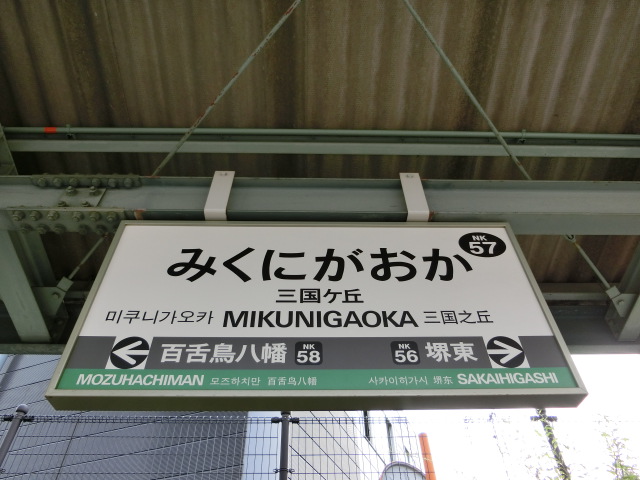 みくにがおか NK 57
三国ケ丘
미쿠니가오카 MIKUNIGAOKA 三国之丘
百舌鳥八幡 NK 58 NK 56 堺東
MOZUHACHIMAN 모즈하치만 百舌鸟八幡 사카이히가시 堺东 SAKAIHIGASHI